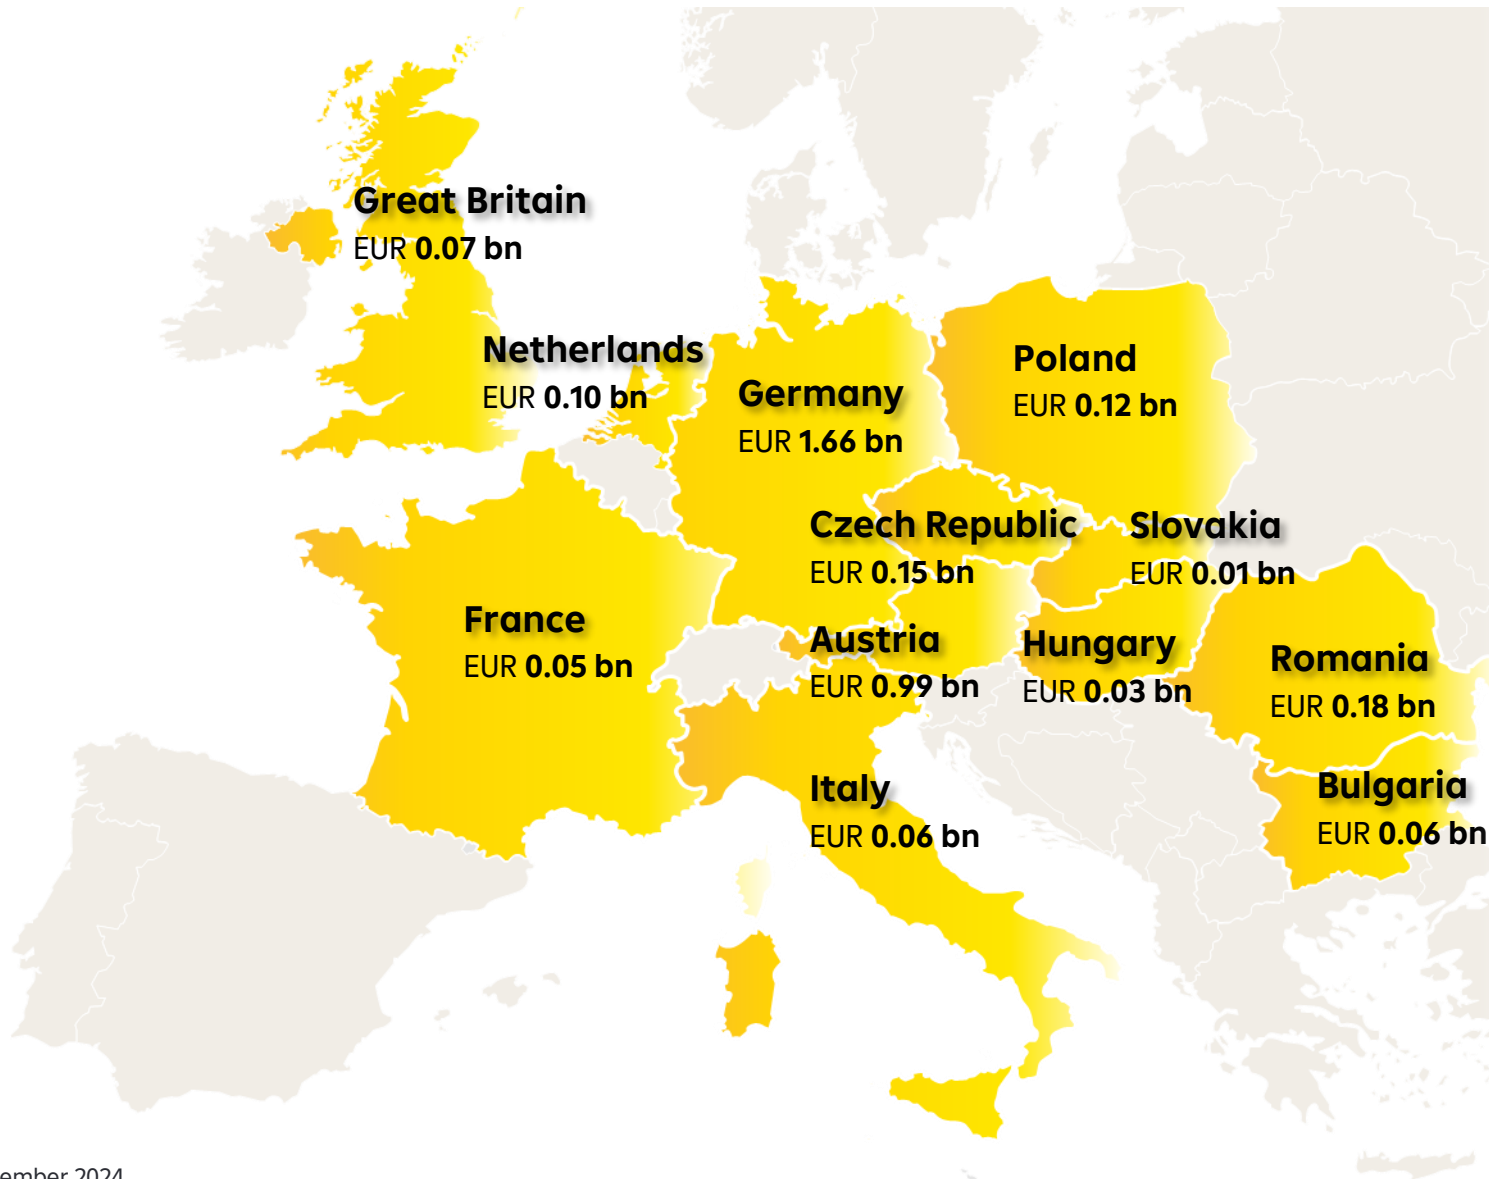 Great Britain
EUR 0.07 bn
Netherlands
EUR 0.10 bn
Germany
EUR 1.66 bn
Poland
EUR 0.12 bn
Czech Republic
EUR 0.15 bn
Slovakia
EUR 0.01 bn
France
EUR 0.05 bn
Austria
EUR 0.99 bn
Hungary
EUR 0.03 bn
Romania
EUR 0.18 bn
Italy
EUR 0.06 bn
Bulgaria
EUR 0.06 bn
ember 2024